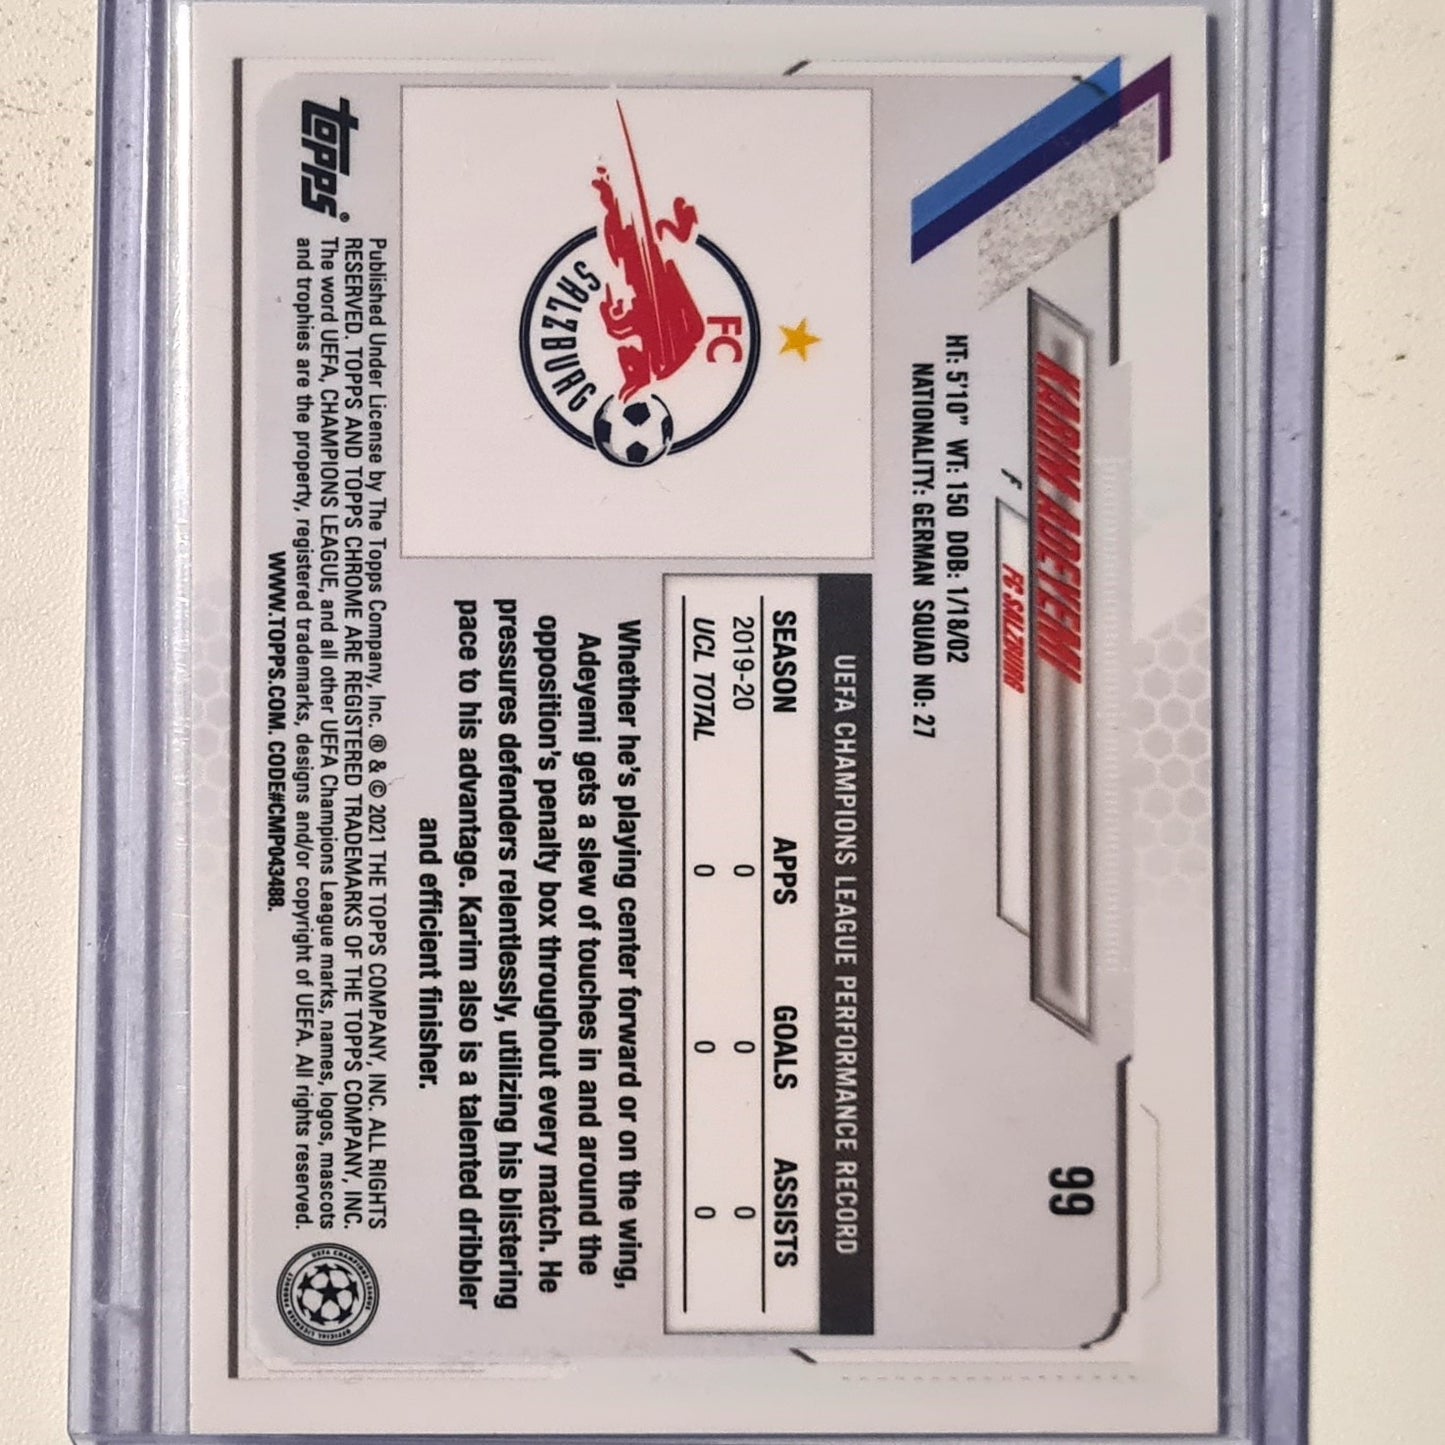 99
KARIM ADEYEMI
F FC SALZBURG
HT: 5'10" WT: 150 DOB: 1/18/02
NATIONALITY: GERMAN SQUAD NO: 27
FC
SALZBURG
UEFA CHAMPIONS LEAGUE PERFORMANCE RECORD
SEASON APPS GOALS ASSISTS
2019-20 0 0 0
UCL TOTAL 0 0 0
Whether he's playing center forward or on the wing,
Adeyemi gets a slew of touches in and around the
opposition's penalty box throughout every match. He
pressures defenders relentlessly, utilizing his blistering
pace to his advantage. Karim also is a talented dribbler
and efficient finisher.
topps®
Published Under License by The Topps Company, Inc. ® & © 2021 THE TOPPS COMPANY, INC. ALL RIGHTS
RESERVED. TOPPS AND TOPPS CHROME ARE REGISTERED TRADEMARKS OF THE TOPPS COMPANY, INC.
The word UEFA, CHAMPIONS LEAGUE, and all other UEFA Champions League marks, names, logos, mascots
and trophies are the property, registered trademarks, designs and/or copyright of UEFA. All rights reserved.
WWW.TOPPS.COM. CODE#CMP043488.
UEFA CHAMPIONS LEAGUE
OFFICIAL LICENSED PRODUCT